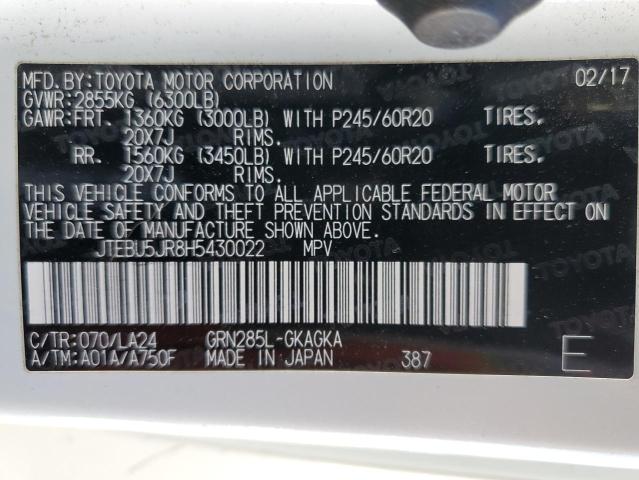 MFD.BY:TOYOTA MOTOR CORPORATION 02/17
GVWR:2855KG (6300LB)
GAWR:FRT. 1360KG (3000LB) WITH P245/60R20 TIRES.
20X7J RIMS.
RR. 1560KG (3450LB) WITH P245/60R20 TIRES.
20X7J RIMS.
THIS VEHICLE CONFORMS TO ALL APPLICABLE FEDERAL MOTOR
VEHICLE SAFETY AND THEFT PREVENTION STANDARDS IN EFFECT ON
THE DATE OF MANUFACTURE SHOWN ABOVE.
JTEBU5JR8H5430022 MPV
C/TR:070/LA24 GRN285L-GKAGKA
A/TM:A01A/A750F MADE IN JAPAN 387 E